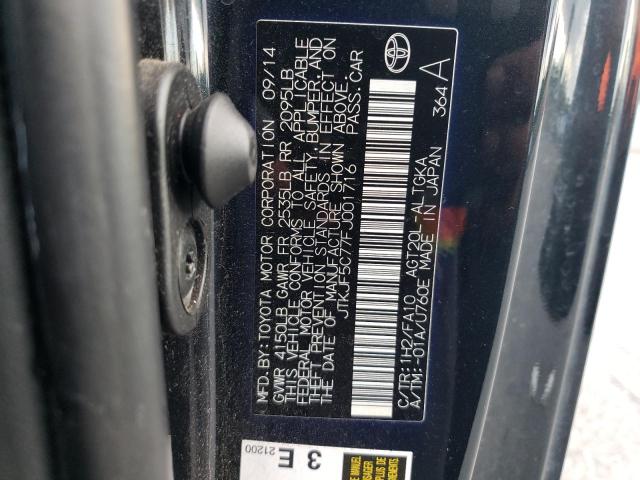 MFD.BY: TOYOTA MOTOR CORPORATION 09/14
GVWR 4150LB GAWR FR 2535LB RR 2095LB
THIS VEHICLE CONFORMS TO ALL APPLICABLE
FEDERAL MOTOR VEHICLE SAFETY, BUMPER, AND
THEFT PREVENTION STANDARDS IN EFFECT ON
THE DATE OF MANUFACTURE SHOWN ABOVE.
JTKJF5C77FJ001716 PASS.CAR
C/TR: 1H2/FA10 AGT20L-ALTGKA
A/TM: -01A/U760E MADE IN JAPAN 364 A
3 E
21200